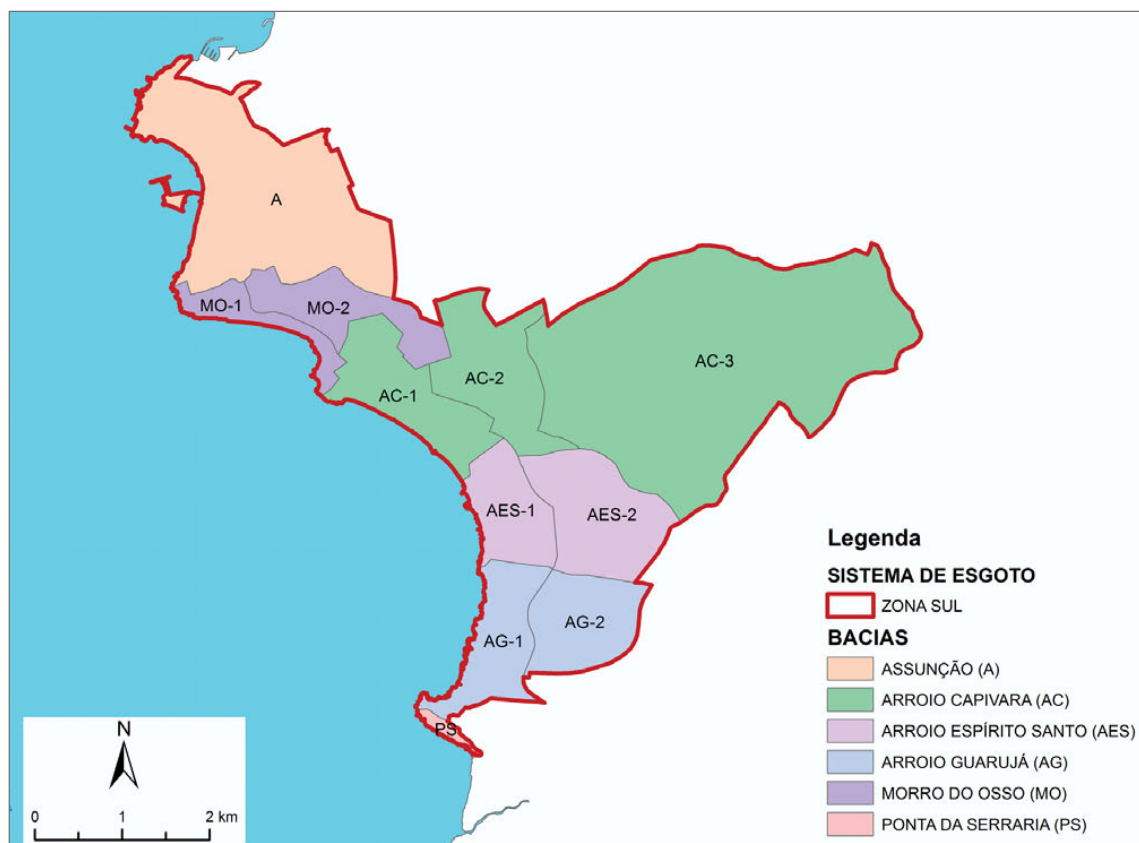 A
MO-1
MO-2
AC-1
AC-2
AC-3
AES-1
AES-2
AG-1
AG-2
PS
Legenda
SISTEMA DE ESGOTO
ZONA SUL
BACIAS
ASSUNÇÃO (A)
ARROIO CAPIVARA (AC)
ARROIO ESPÍRITO SANTO (AES)
ARROIO GUARUJÁ (AG)
MORRO DO OSSO (MO)
PONTA DA SERRARIA (PS)
N
0 1 2 km